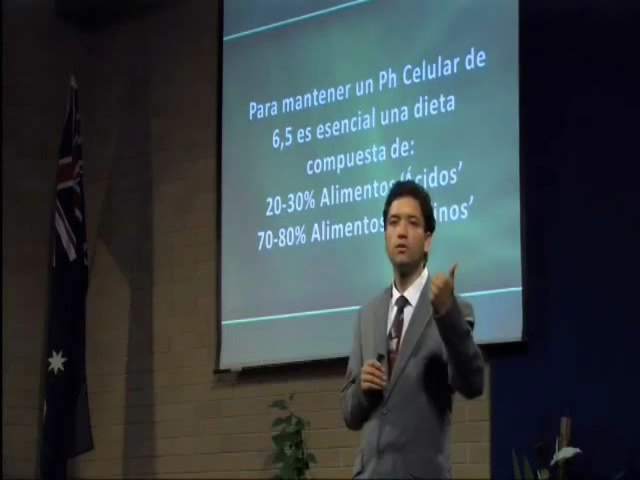 Para mantener un Ph Celular de
6,5 es esencial una dieta
compuesta de:
20-30% Alimentos ‘Ácidos’
70-80% Alimentos